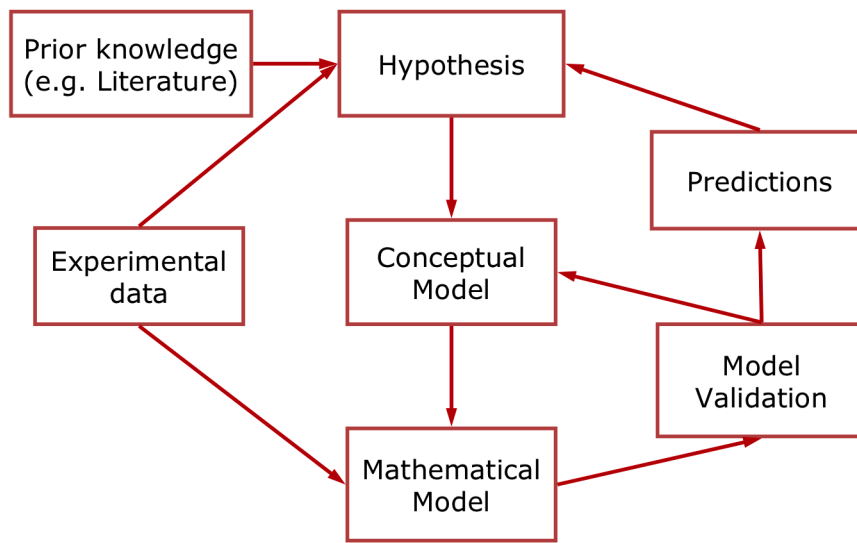 Prior knowledge
(e.g. Literature)
Hypothesis
Predictions
Experimental
data
Conceptual
Model
Model
Validation
Mathematical
Model